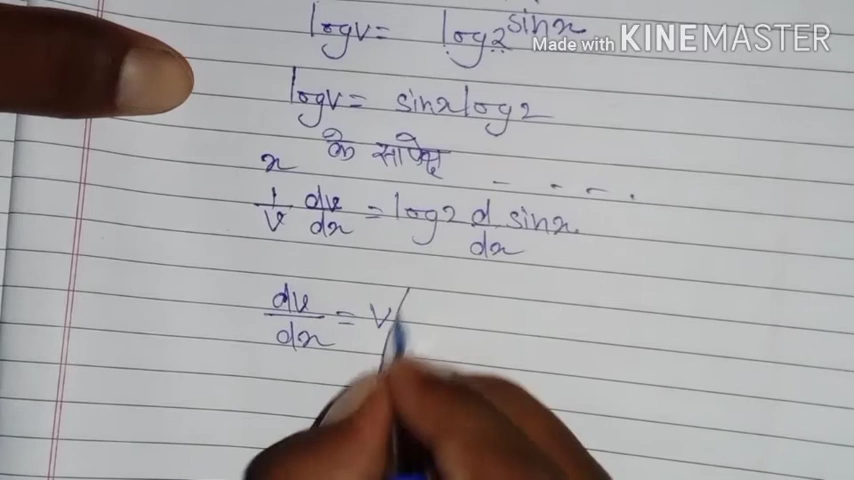 logv = log2^sinx
Made with KINEMASTER
logv = sinx log2
x के सापेक्ष - - - - .
1/v dv/dx = log2 d/dx sinx
dv/dx = v